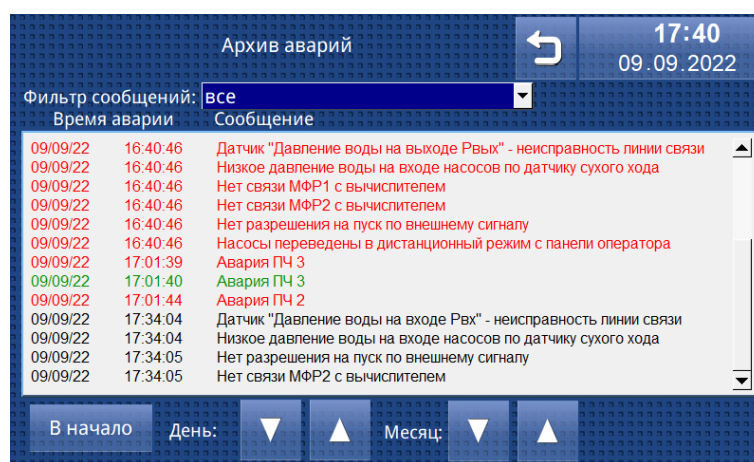 Архив аварий
17:40
09.09.2022
Фильтр сообщений: все
Время аварии Сообщение
09/09/22 16:40:46 Датчик "Давление воды на выходе Рвых" - неисправность линии связи
09/09/22 16:40:46 Низкое давление воды на входе насосов по датчику сухого хода
09/09/22 16:40:46 Нет связи МФР1 с вычислителем
09/09/22 16:40:46 Нет связи МФР2 с вычислителем
09/09/22 16:40:46 Нет разрешения на пуск по внешнему сигналу
09/09/22 16:40:46 Насосы переведены в дистанционный режим с панели оператора
09/09/22 17:01:39 Авария ПЧ 3
09/09/22 17:01:40 Авария ПЧ 3
09/09/22 17:01:44 Авария ПЧ 2
09/09/22 17:34:04 Датчик "Давление воды на входе Рвх" - неисправность линии связи
09/09/22 17:34:04 Низкое давление воды на входе насосов по датчику сухого хода
09/09/22 17:34:05 Нет разрешения на пуск по внешнему сигналу
09/09/22 17:34:05 Нет связи МФР2 с вычислителем
В начало День: Месяц: